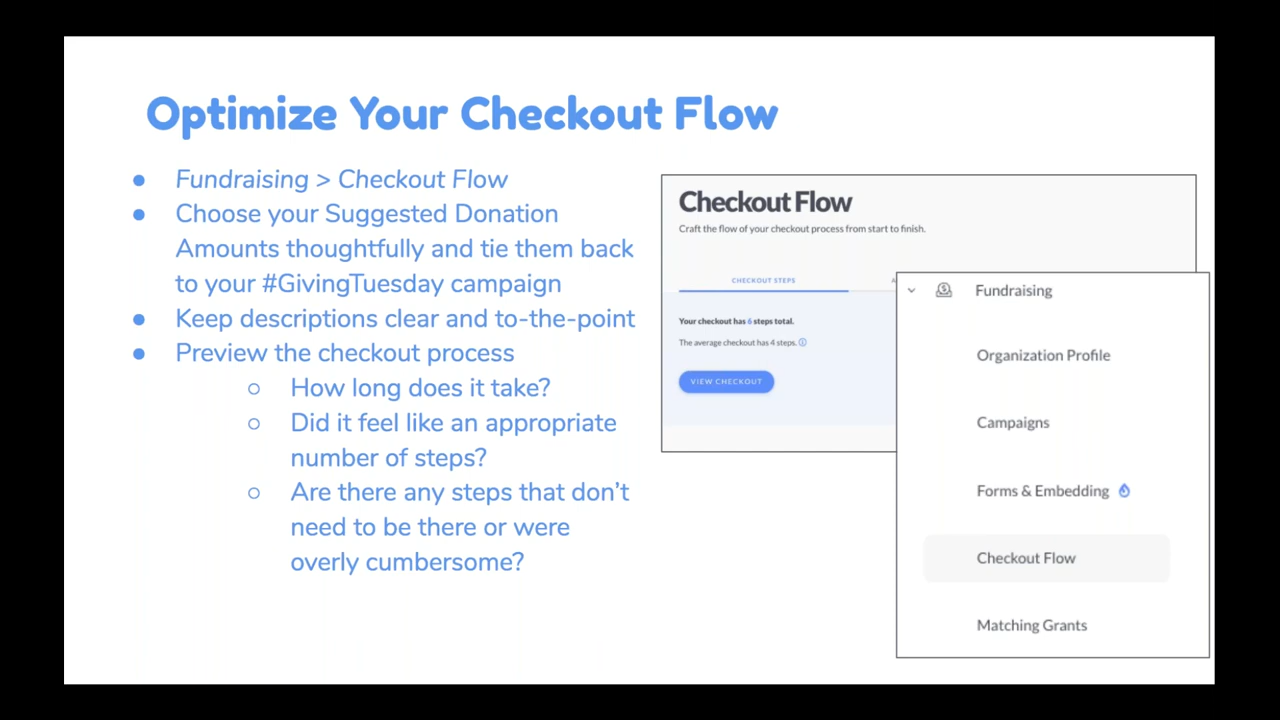 Optimize Your Checkout Flow
● Fundraising > Checkout Flow
● Choose your Suggested Donation
Amounts thoughtfully and tie them back
to your #GivingTuesday campaign
● Keep descriptions clear and to-the-point
● Preview the checkout process
○ How long does it take?
○ Did it feel like an appropriate
number of steps?
○ Are there any steps that don’t
need to be there or were
overly cumbersome?
Checkout Flow
Craft the flow of your checkout process from start to finish.
CHECKOUT STEPS
Your checkout has 6 steps total.
The average checkout has 4 steps.
VIEW CHECKOUT
Fundraising
Organization Profile
Campaigns
Forms & Embedding
Checkout Flow
Matching Grants